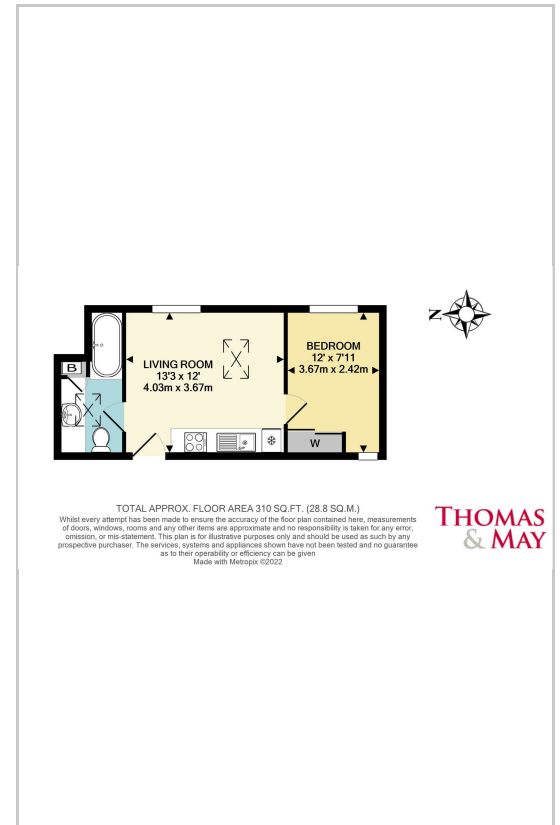 N
B
LIVING ROOM
13'3 x 12'
4.03m x 3.67m
BEDROOM
12' x 7'11
3.67m x 2.42m
W
TOTAL APPROX. FLOOR AREA 310 SQ.FT. (28.8 SQ.M.)
Whilst every attempt has been made to ensure the accuracy of the floor plan contained here, measurements
of doors, windows, rooms and any other items are approximate and no responsibility is taken for any error,
omission, or mis-statement. This plan is for illustrative purposes only and should be used as such by any
prospective purchaser. The services, systems and appliances shown have not been tested and no guarantee
as to their operability or efficiency can be given
Made with Metropix ©2022
THOMAS
& MAY